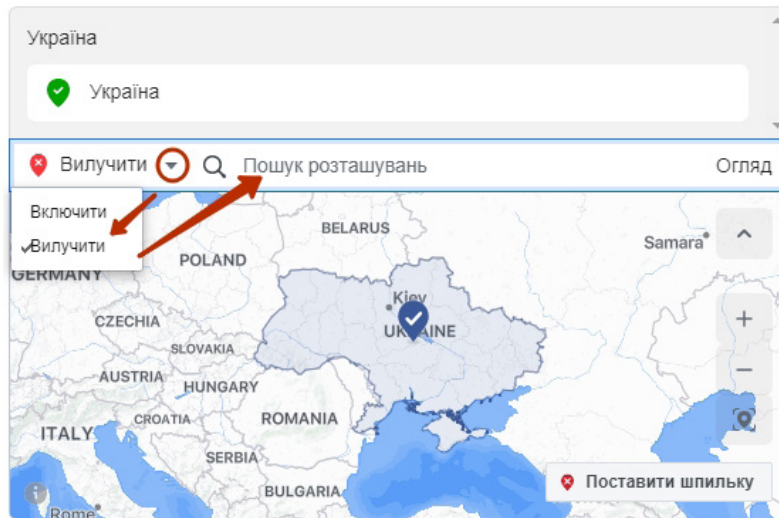 Україна
Україна
Вилучити
Пошук розташувань
Огляд
Включити
Вилучити
BELARUS
Samara
POLAND
GERMANY
Kiev
CZECHIA
UKRAINE
SLOVAKIA
AUSTRIA
HUNGARY
CROATIA
ROMANIA
ITALY
SERBIA
Поставити шпильку
BULGARIA
Rome